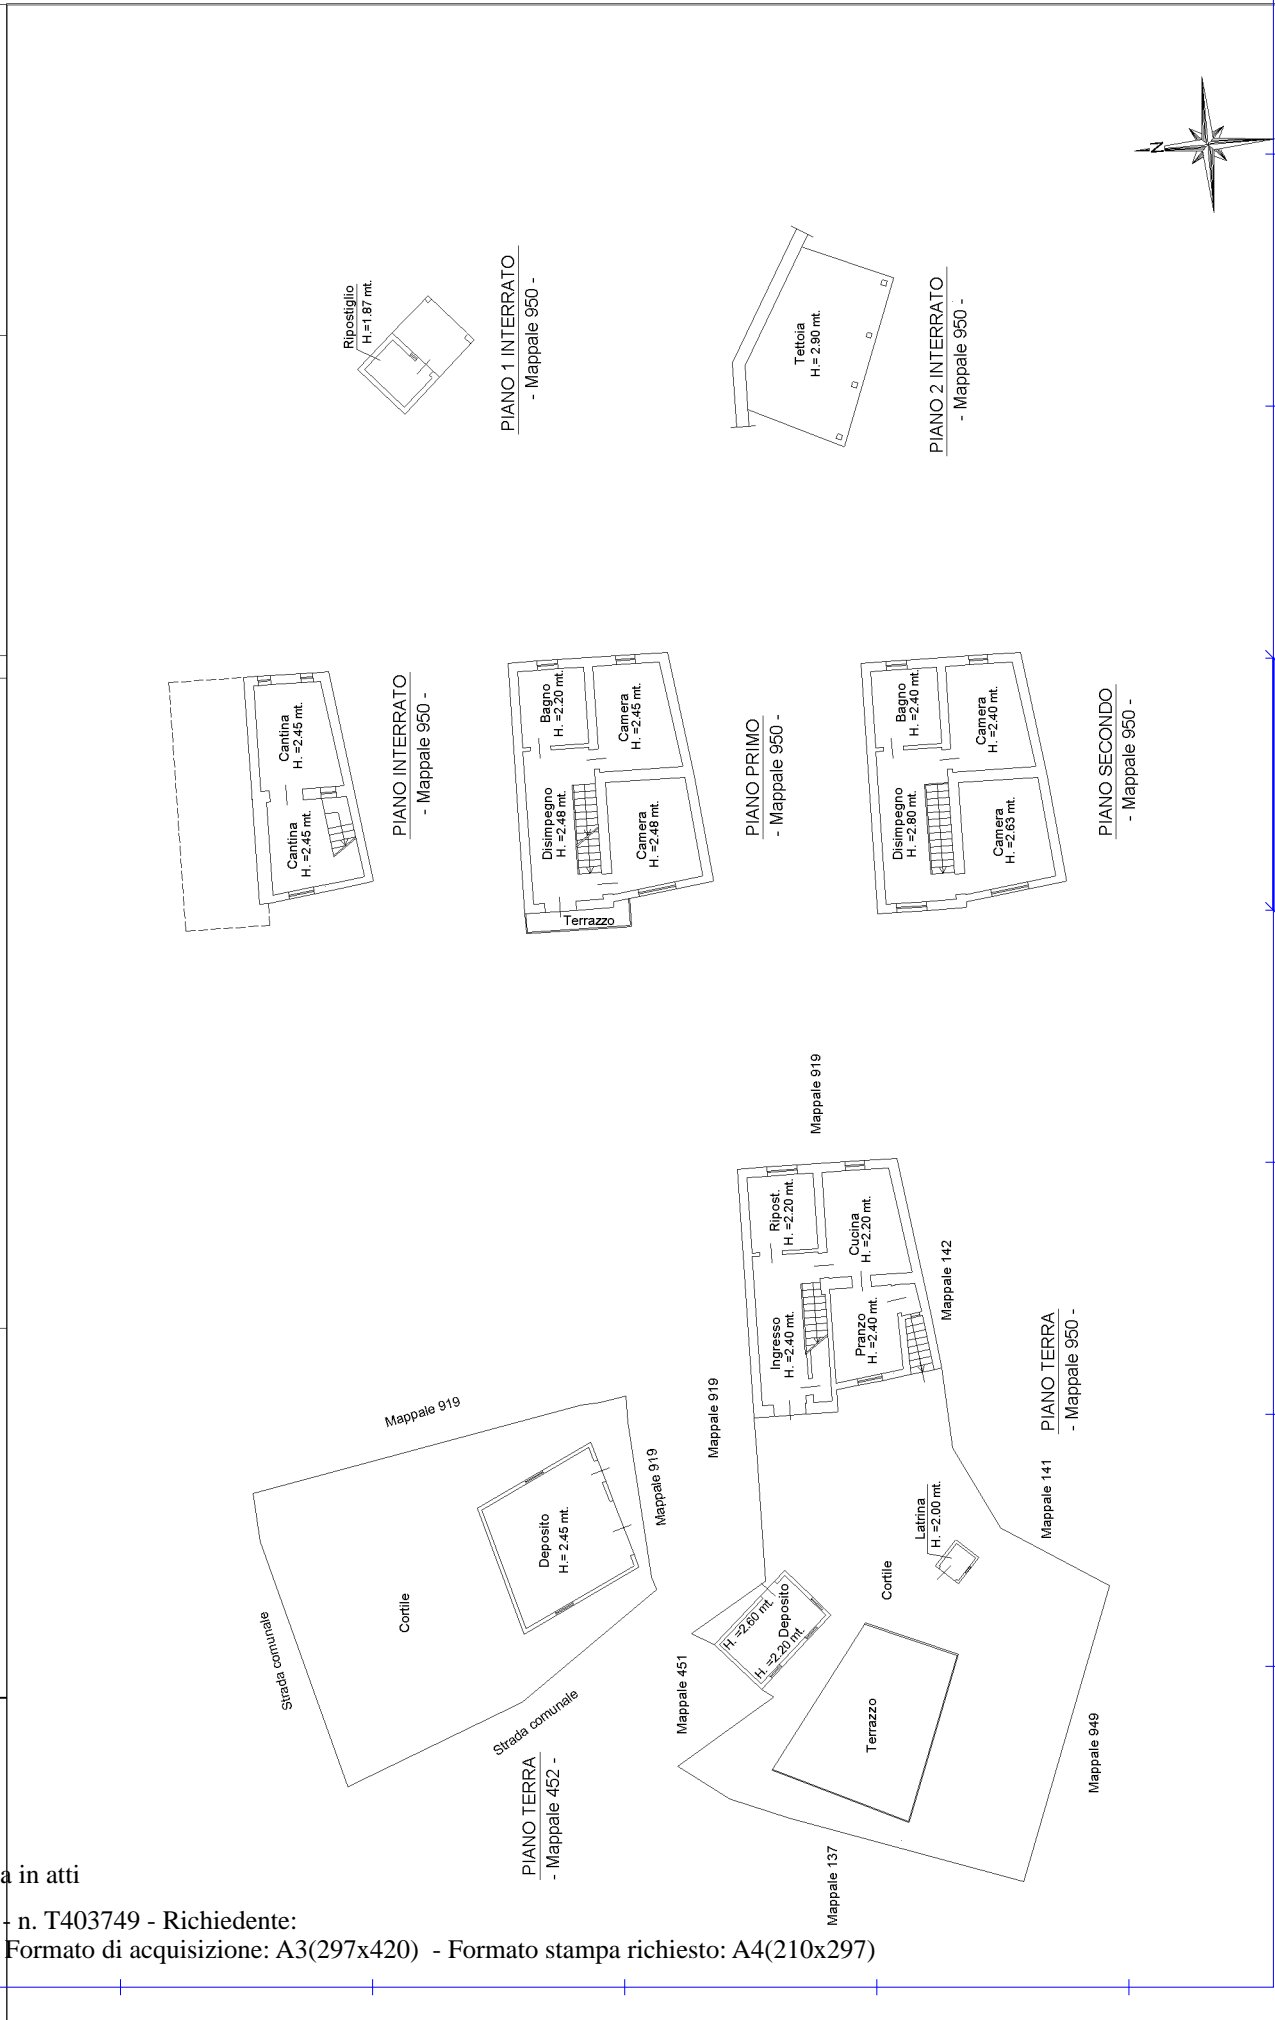 N
Ripostiglio
H.=1.87 mt.
PIANO 1 INTERRATO
- Mappale 950 -
Tettoia
H.= 2.90 mt.
PIANO 2 INTERRATO
- Mappale 950 -
Cantina
H. =2.45 mt.
Cantina
H. =2.45 mt.
PIANO INTERRATO
- Mappale 950 -
Bagno
H. =2.20 mt.
Camera
H. =2.45 mt.
Disimpegno
H. =2.48 mt.
Camera
H. =2.48 mt.
Terrazzo
PIANO PRIMO
- Mappale 950 -
Bagno
H. =2.40 mt.
Camera
H. =2.40 mt.
Disimpegno
H. =2.80 mt.
Camera
H. =2.63 mt.
PIANO SECONDO
- Mappale 950 -
Mappale 919
Mappale 919
Strada comunale
Strada comunale
Cortile
Deposito
H.= 2.45 mt.
PIANO TERRA
- Mappale 452 -
Mappale 919
Ripost.
H. =2.20 mt.
Cucina
H. =2.20 mt.
Ingresso
H. =2.40 mt.
Pranzo
H. =2.40 mt.
Mappale 142
Mappale 919
PIANO TERRA
- Mappale 950 -
Mappale 141
Latrina
H. =2.00 mt.
Cortile
H. =2.60 mt.
Deposito
H. =2.20 mt.
Mappale 451
Terrazzo
Mappale 949
Mappale 137
a in atti
- n. T403749 - Richiedente:
Formato di acquisizione: A3(297x420) - Formato stampa richiesto: A4(210x297)